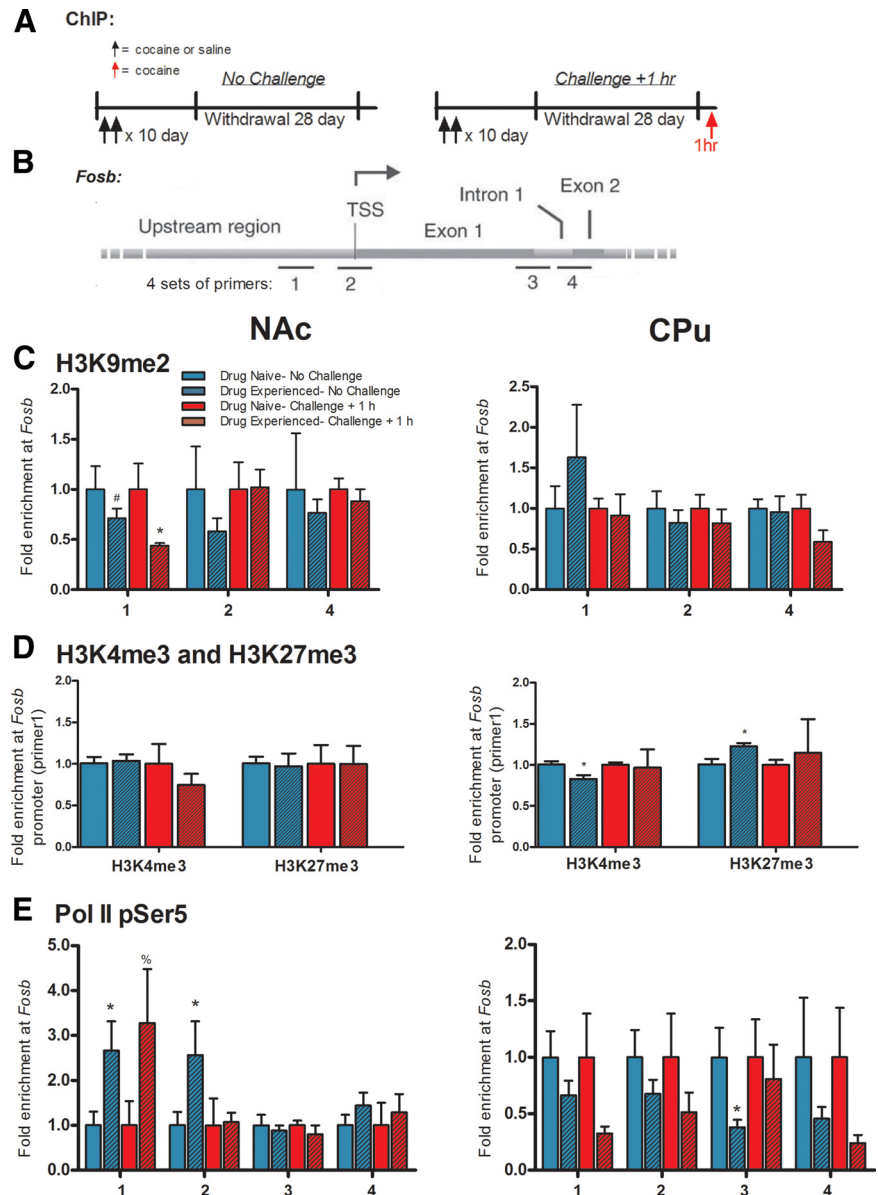 A
ChIP:
= cocaine or saline
= cocaine
No Challenge
x 10 day
Withdrawal 28 day
Challenge +1 hr
x 10 day
Withdrawal 28 day
1hr
B
Fosb:
Upstream region
TSS
Exon 1
Intron 1
Exon 2
4 sets of primers:
1
2
3
4
NAc
CPu
C
H3K9me2
Drug Naive- No Challenge
Drug Experienced- No Challenge
Drug Naive- Challenge + 1 h
Drug Experienced- Challenge + 1 h
Fold enrichment at Fosb
2.0
1.5
1.0
0.5
0.0
#
*
1
2
4
Fold enrichment at Fosb
2.5
2.0
1.5
1.0
0.5
0.0
1
2
4
D
H3K4me3 and H3K27me3
Fold enrichment at Fosb
promoter (primer1)
2.0
1.5
1.0
0.5
0.0
H3K4me3
H3K27me3
Fold enrichment at Fosb
promoter (primer1)
2.0
1.5
1.0
0.5
0.0
*
*
H3K4me3
H3K27me3
E
Pol II pSer5
Fold enrichment at Fosb
5.0
4.0
3.0
2.0
1.0
0.0
*
%
*
1
2
3
4
Fold enrichment at Fosb
2.0
1.5
1.0
0.5
0.0
*
1
2
3
4